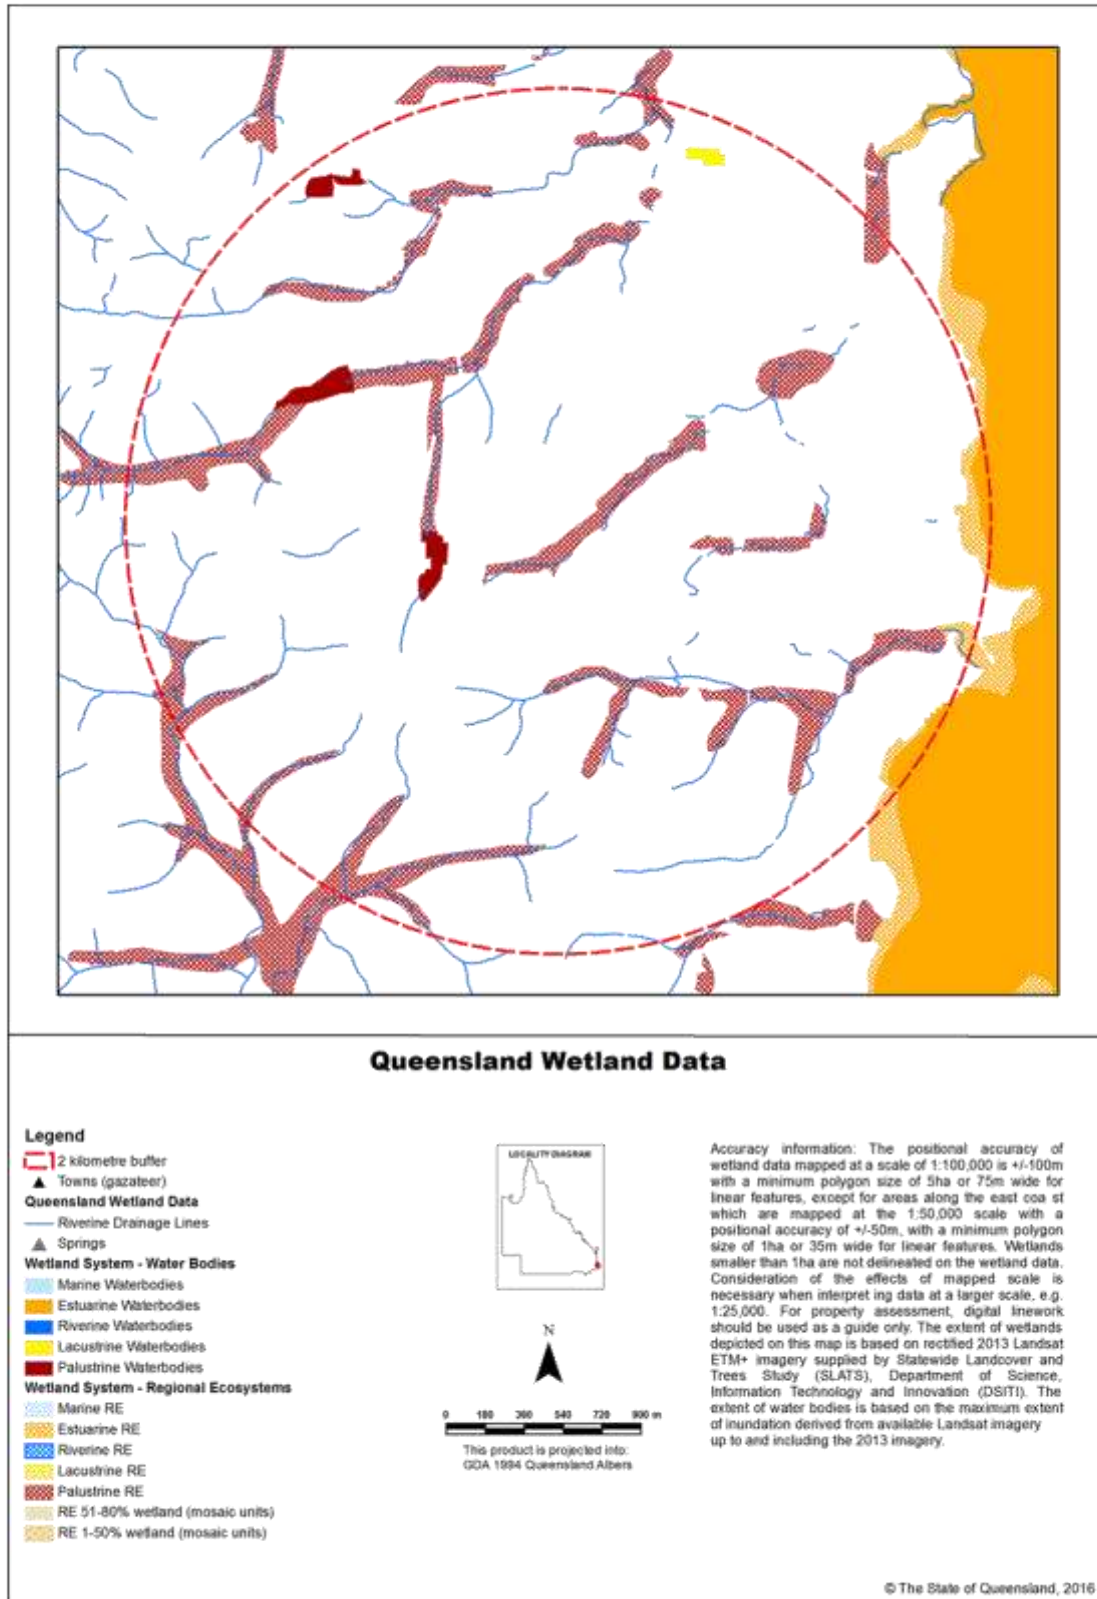 Queensland Wetland Data
Legend
2 kilometre buffer
Towns (gazateer)
Queensland Wetland Data
Riverine Drainage Lines
Springs
Wetland System - Water Bodies
Marine Waterbodies
Estuarine Waterbodies
Riverine Waterbodies
Lacustrine Waterbodies
Palustrine Waterbodies
Wetland System - Regional Ecosystems
Marine RE
Estuarine RE
Riverine RE
Lacustrine RE
Palustrine RE
RE 51-80% wetland (mosaic units)
RE 1-50% wetland (mosaic units)
LOCALITY DIAGRAM
N
0 180 360 540 720 900 m
This product is projected into:
GDA 1994 Queensland Albers
Accuracy information: The positional accuracy of
wetland data mapped at a scale of 1:100,000 is +/-100m
with a minimum polygon size of 5ha or 75m wide for
linear features, except for areas along the east coa st
which are mapped at the 1:50,000 scale with a
positional accuracy of +/-50m, with a minimum polygon
size of 1ha or 35m wide for linear features. Wetlands
smaller than 1ha are not delineated on the wetland data.
Consideration of the effects of mapped scale is
necessary when interpret ing data at a larger scale, e.g.
1:25,000. For property assessment, digital linework
should be used as a guide only. The extent of wetlands
depicted on this map is based on rectified 2013 Landsat
ETM+ imagery supplied by Statewide Landcover and
Trees Study (SLATS), Department of Science,
Information Technology and Innovation (DSITI). The
extent of water bodies is based on the maximum extent
of inundation derived from available Landsat imagery
up to and including the 2013 imagery.
© The State of Queensland, 2016